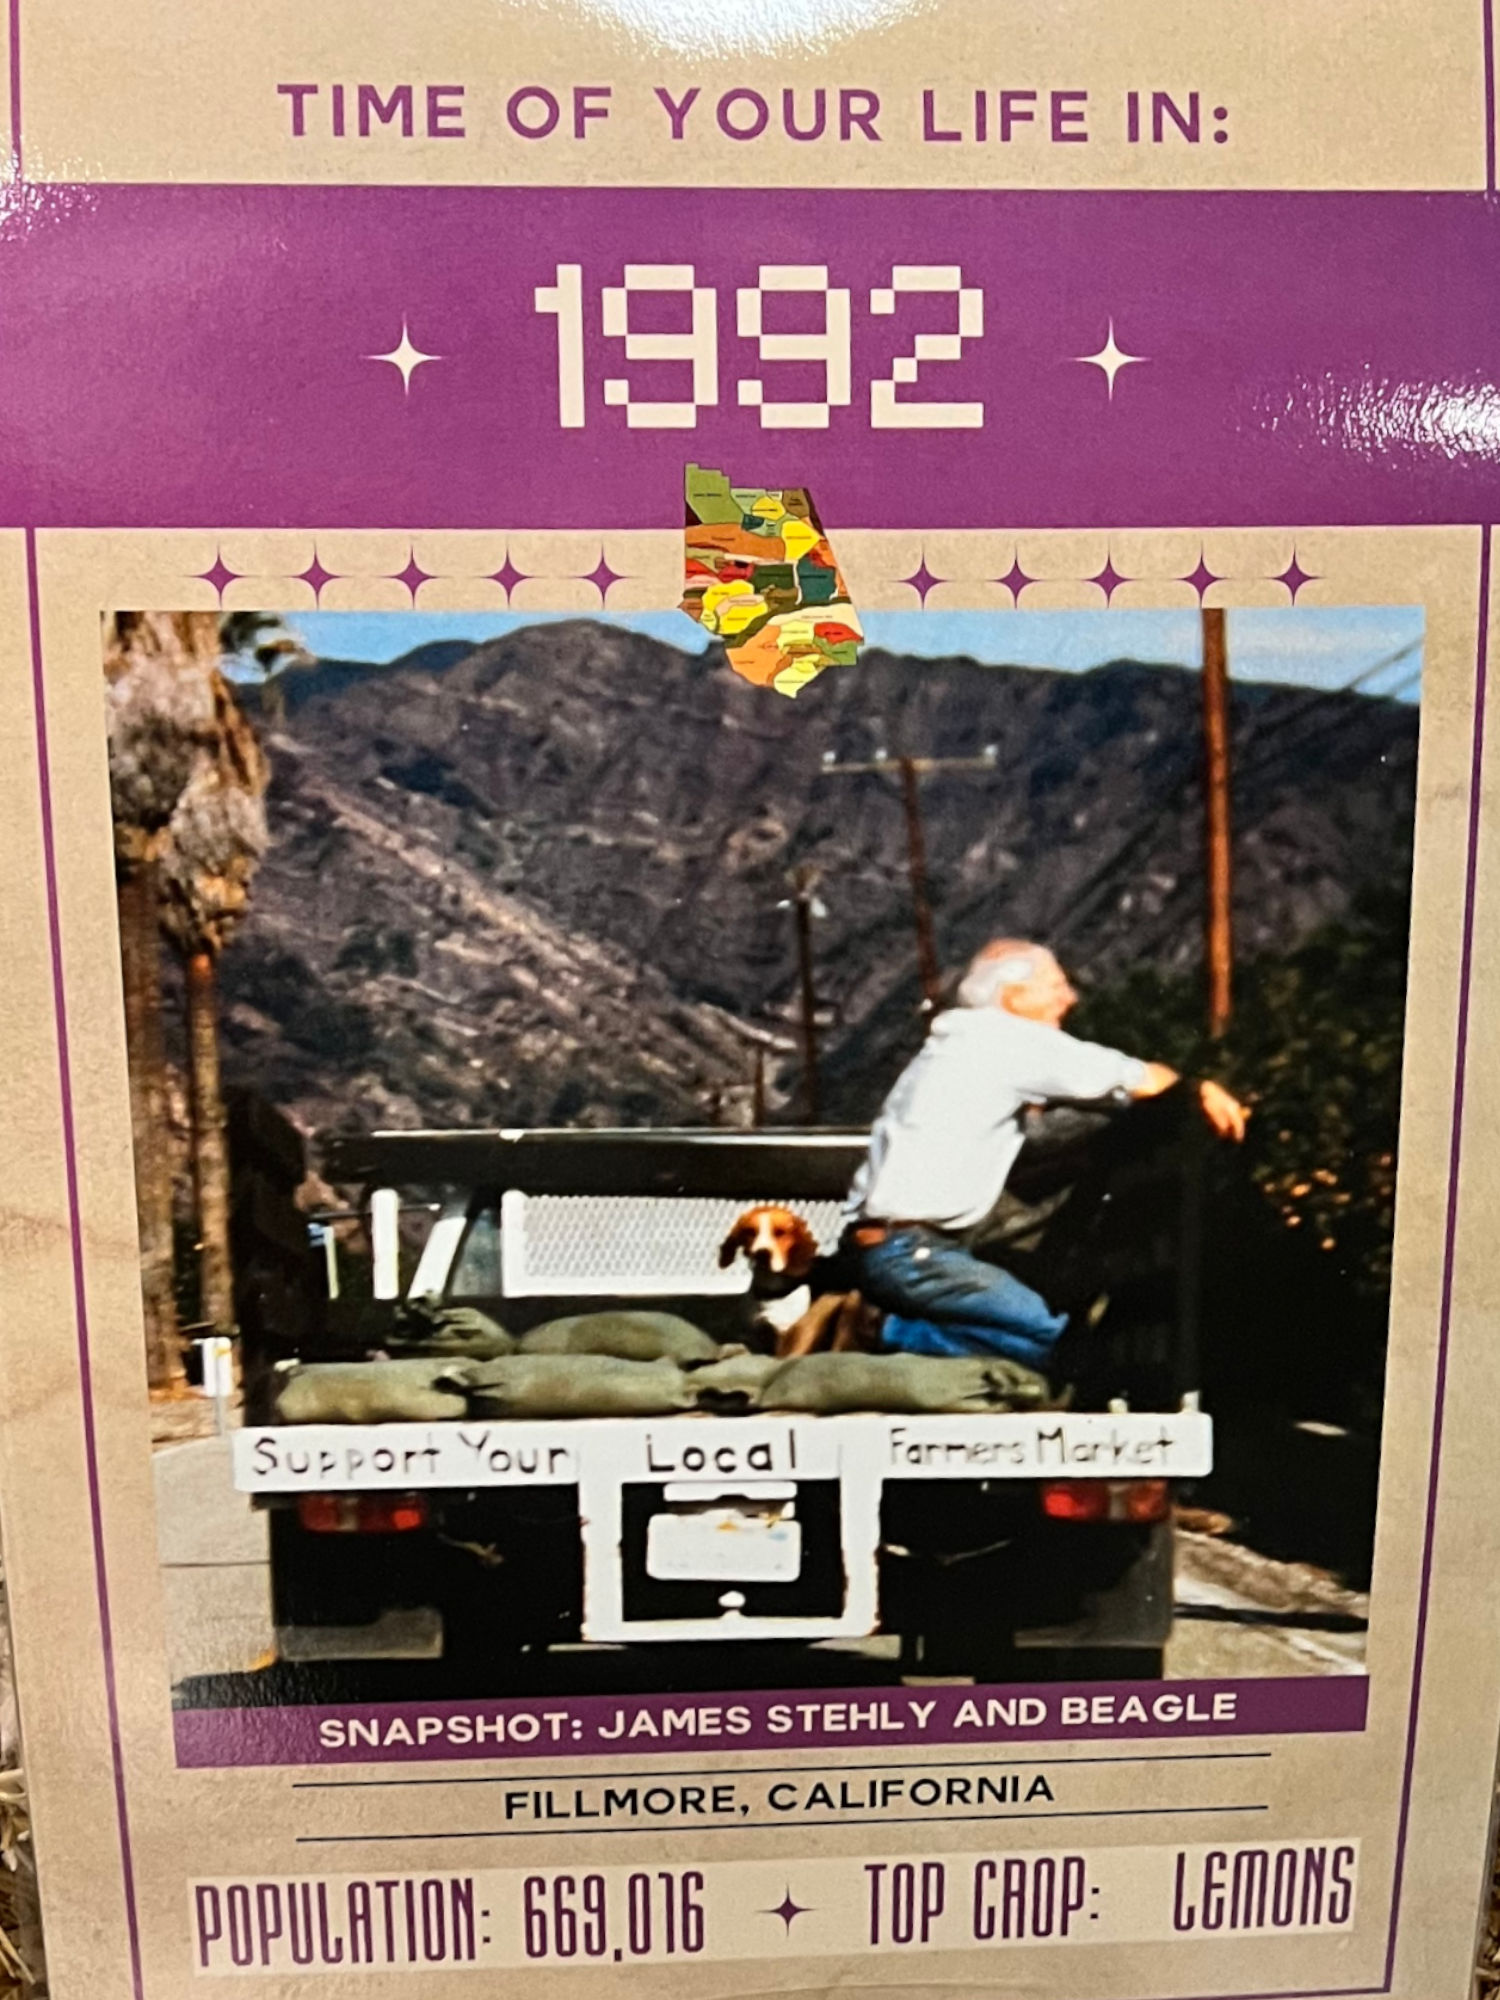 TIME OF YOUR LIFE IN:
1992
Support Your Local Farmers Market
SNAPSHOT: JAMES STEHLY AND BEAGLE
FILLMORE, CALIFORNIA
POPULATION: 669,016 TOP CROP: LEMONS